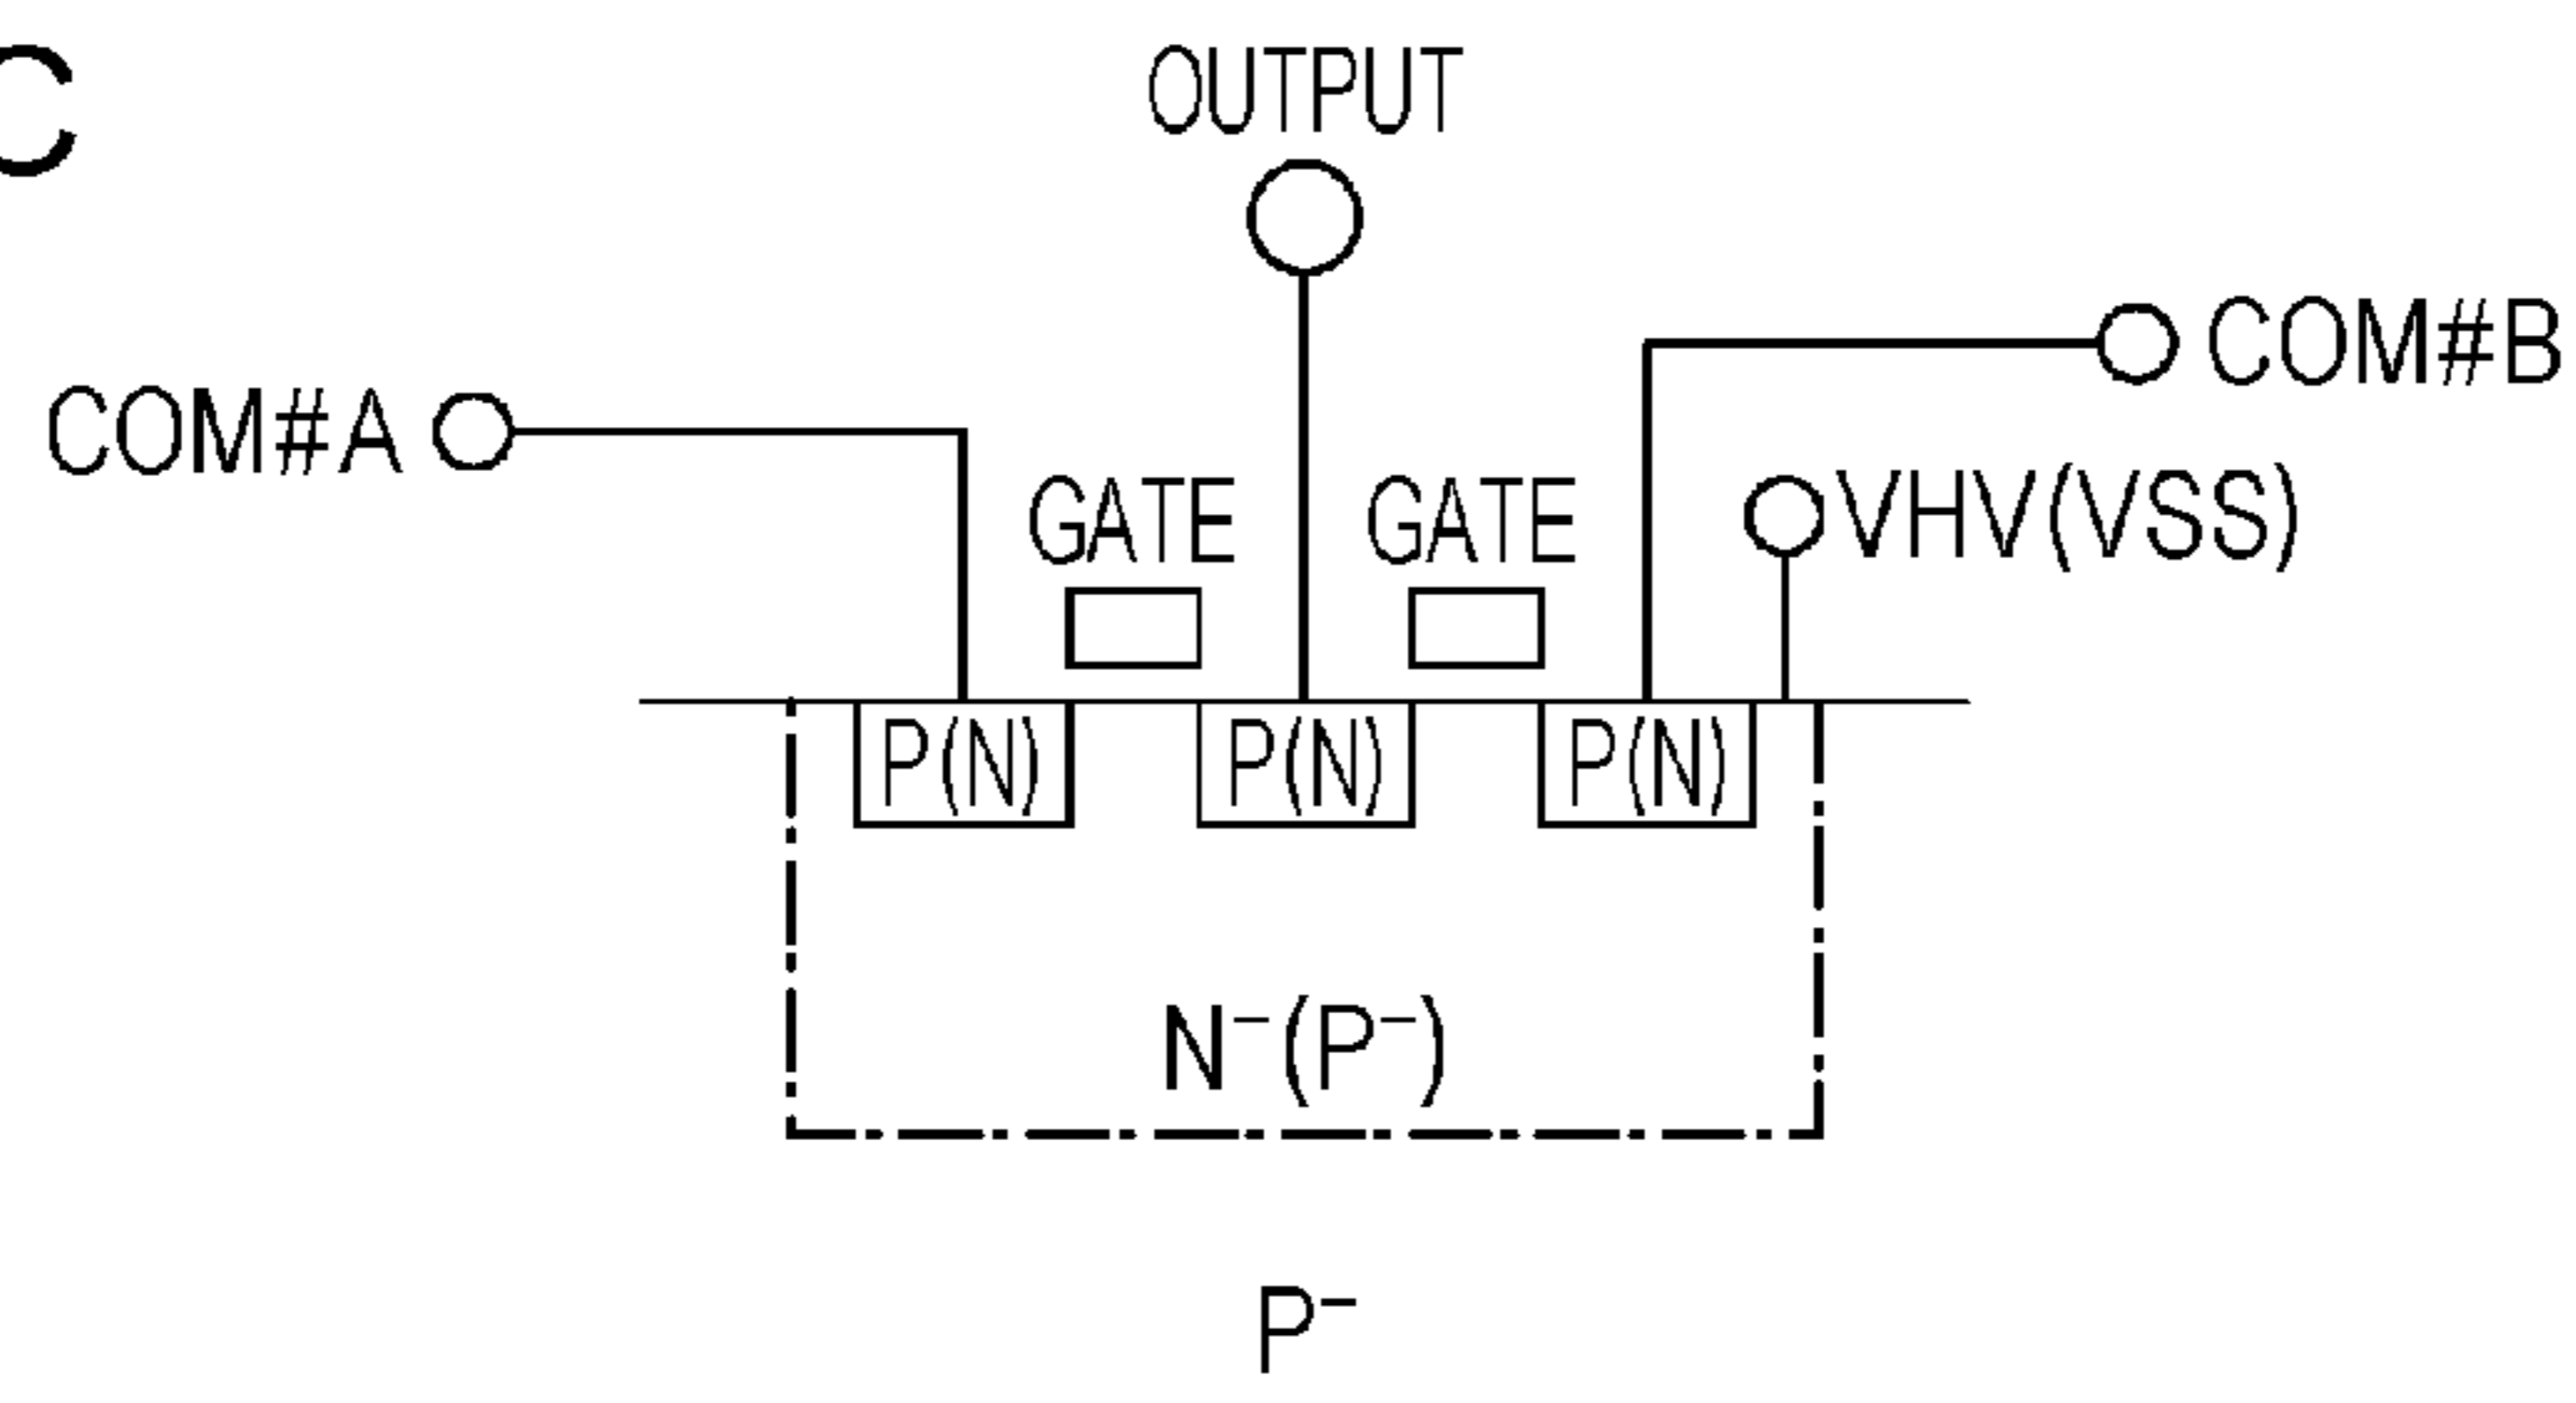 C
OUTPUT
COM#B
COM#A
GATE GATE VHV(VSS)
P(N) P(N) P(N)
N⁻(P⁻)
P⁻